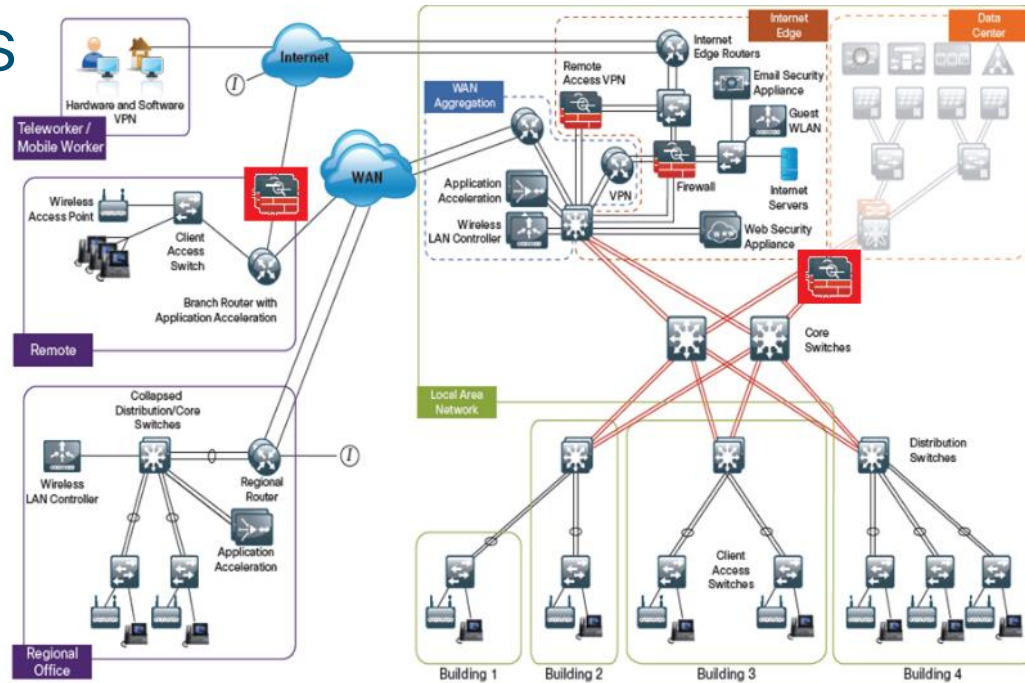 S
Internet
Hardware and Software
VPN
Teleworker /
Mobile Worker
I
WAN
Wireless
Access Point
Client
Access
Switch
Branch Router with
Application Acceleration
Remote
Collapsed
Distribution/Core
Switches
Wireless
LAN Controller
Regional
Router
I
Application
Acceleration
Regional
Office
Internet
Edge
Internet
Edge Routers
Remote
Access VPN
WAN
Aggregation
Email Security
Appliance
Guest
WLAN
Application
Acceleration
VPN
Firewall
Internet
Servers
Wireless
LAN Controller
Web Security
Appliance
Data
Center
Core
Switches
Local Area
Network
Distribution
Switches
Client
Access
Switches
Building 1
Building 2
Building 3
Building 4